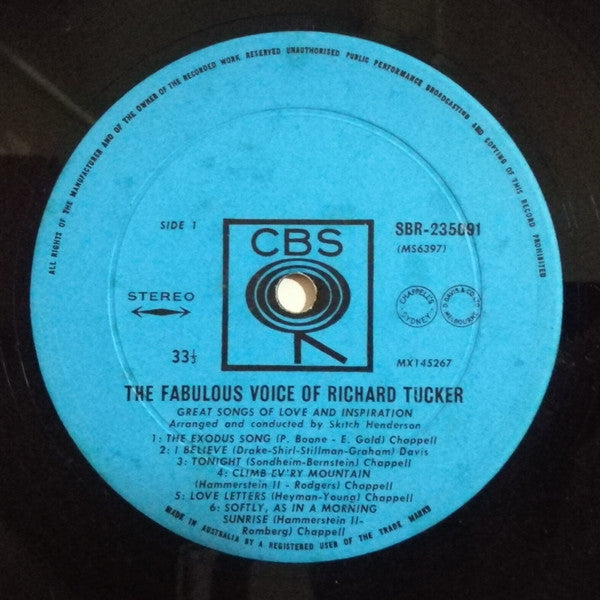 ALL RIGHTS OF THE MANUFACTURER AND OF THE OWNER OF THE RECORDED WORK RESERVED UNAUTHORISED PUBLIC PERFORMANCE BROADCASTING AND COPYING OF THIS RECORD PROHIBITED
SIDE 1
CBS
SBR-235091
(MS6397)
STEREO
CHAPPELL'S
SYDNEY
D. DAVIS & CO. PTY.
MELBOURNE
33⅓
MX145267
THE FABULOUS VOICE OF RICHARD TUCKER
GREAT SONGS OF LOVE AND INSPIRATION
Arranged and conducted by Skitch Henderson
1: THE EXODUS SONG (P. Boone - E. Gold) Chappell
2: I BELIEVE (Drake-Shirl-Stillman-Graham) Davis
3: TONIGHT (Sondheim-Bernstein) Chappell
4: CLIMB EV'RY MOUNTAIN
(Hammerstein II - Rodgers) Chappell
5: LOVE LETTERS (Heyman-Young) Chappell
6: SOFTLY, AS IN A MORNING
SUNRISE (Hammerstein II-
Romberg) Chappell
MADE IN AUSTRALIA BY A REGISTERED USER OF THE TRADE MARKS